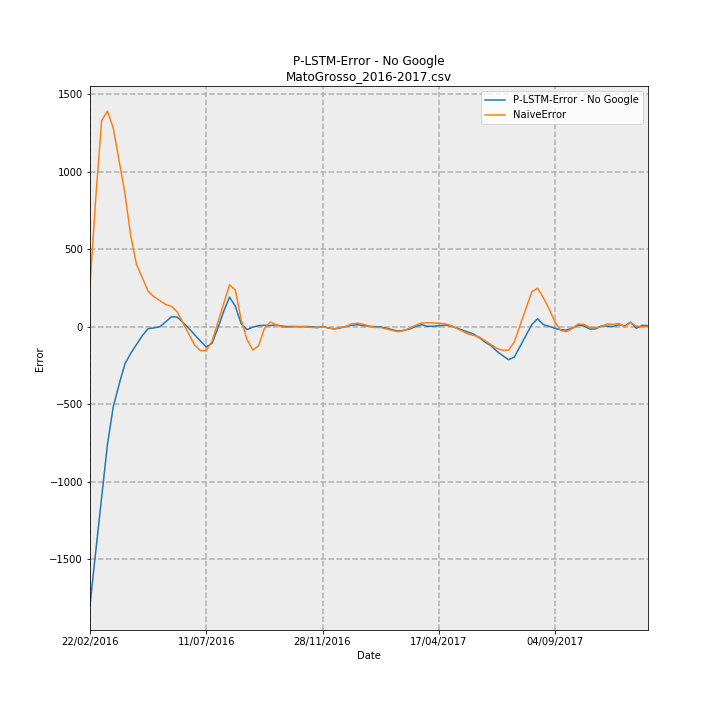 P-LSTM-Error - No Google
MatoGrosso_2016-2017.csv
P-LSTM-Error - No Google
NaiveError
1500
1000
500
0
−500
−1000
−1500
Error
22/02/2016
11/07/2016
28/11/2016
17/04/2017
04/09/2017
Date